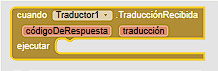 cuando Traductor1 .TraducciónRecibida
códigoDeRespuesta traducción
ejecutar